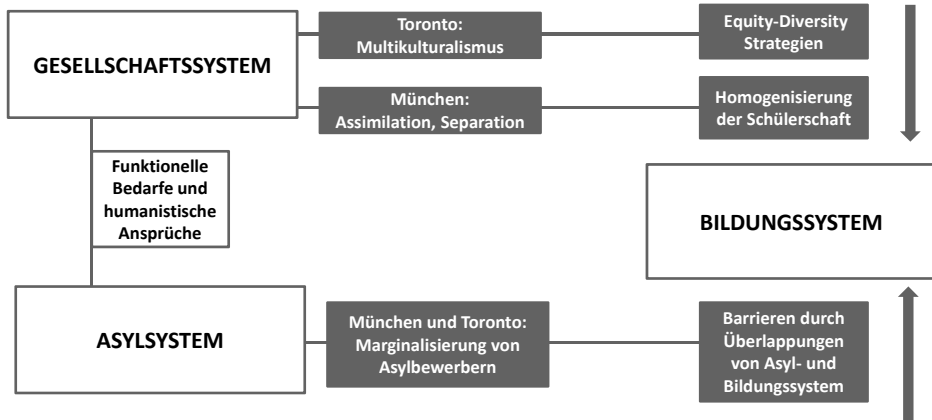 Toronto:
Multikulturalismus
Equity-Diversity
Strategien
GESELLSCHAFTSSYSTEM
München:
Assimilation, Separation
Homogenisierung
der Schülerschaft
Funktionelle
Bedarfe und
humanistische
Ansprüche
BILDUNGSSYSTEM
ASYLSYSTEM
München und Toronto:
Marginalisierung von
Asylbewerbern
Barrieren durch
Überlappungen
von Asyl- und
Bildungssystem